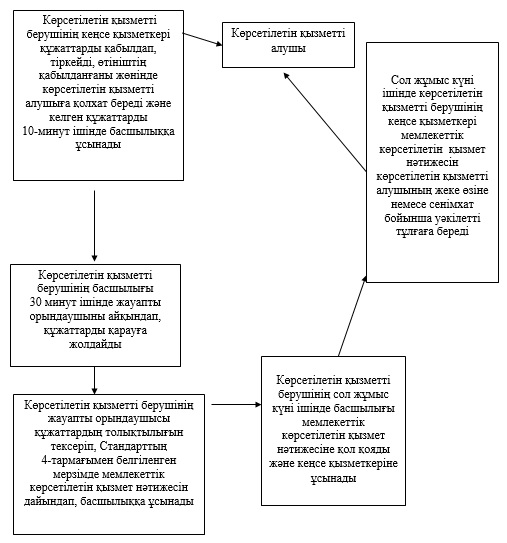 Көрсетілетін қызметті
берушінің кеңсе қызметкері
құжаттарды қабылдап,
тіркейді, өтініштің
қабылданғаны жөнінде
көрсетілетін қызметті
алушыға қолхат береді және
келген құжаттарды
10-минут ішінде басшылыққа
ұсынады
Көрсетілетін қызметті
алушы
Сол жұмыс күні
ішінде көрсетілетін
қызметті берушінің
кеңсе қызметкері
мемлекеттік
көрсетілетін қызмет
нәтижесін
көрсетілетін қызметті
алушының жеке өзіне
немесе сенімхат
бойынша уәкілетті
тұлғаға береді
Көрсетілетін қызметті
берушінің басшылығы
30 минут ішінде жауапты
орындаушыны айқындап,
құжаттарды қарауға
жолдайды
Көрсетілетін қызметті берушінің
жауапты орындаушысы
құжаттардың толықтылығын
тексеріп, Стандарттың
4-тармағымен белгіленген
мерзімде мемлекеттік
көрсетілетін қызмет нәтижесін
дайындап, басшылыққа ұсынады
Көрсетілетін қызметті
берушінің сол жұмыс
күні ішінде басшылығы
мемлекеттік
көрсетілетін қызмет
нәтижесіне қол қояды
және кеңсе қызметкеріне
ұсынады